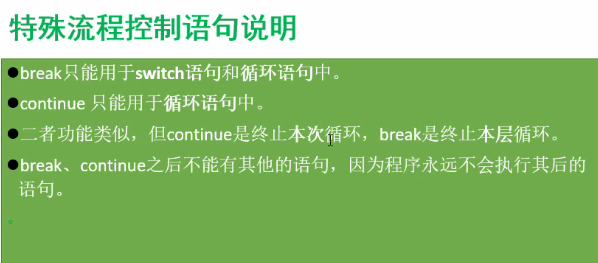 特殊流程控制语句说明
●break只能用于switch语句和循环语句中。
●continue 只能用于循环语句中。
●二者功能类似，但continue是终止本次循环，break是终止本层循环。
●break、continue之后不能有其他的语句，因为程序永远不会执行其后的
语句。